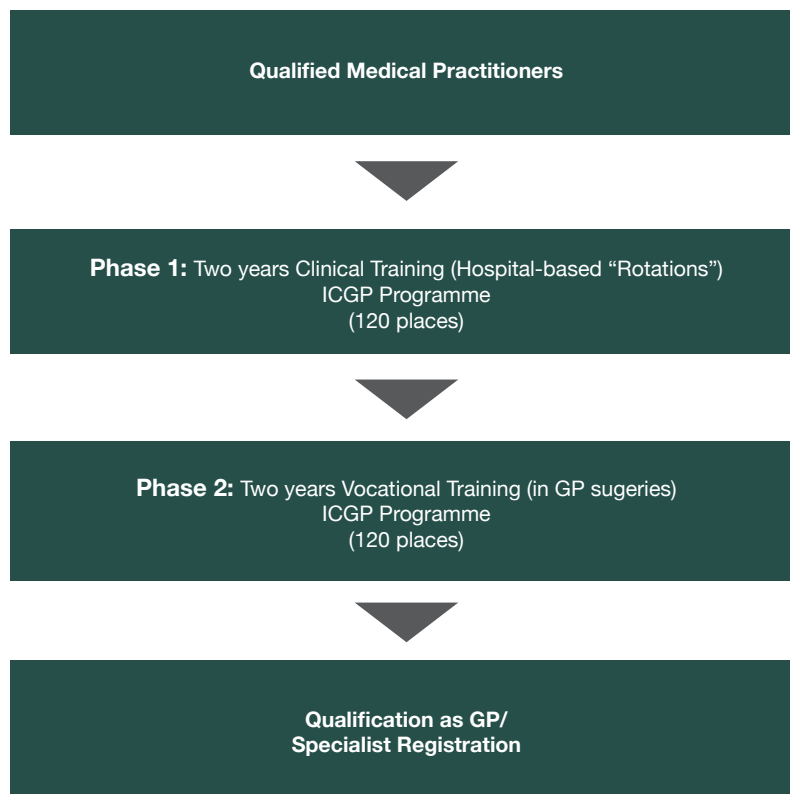 Qualified Medical Practitioners
Phase 1: Two years Clinical Training (Hospital-based “Rotations”)
ICGP Programme
(120 places)
Phase 2: Two years Vocational Training (in GP sugeries)
ICGP Programme
(120 places)
Qualification as GP/
Specialist Registration